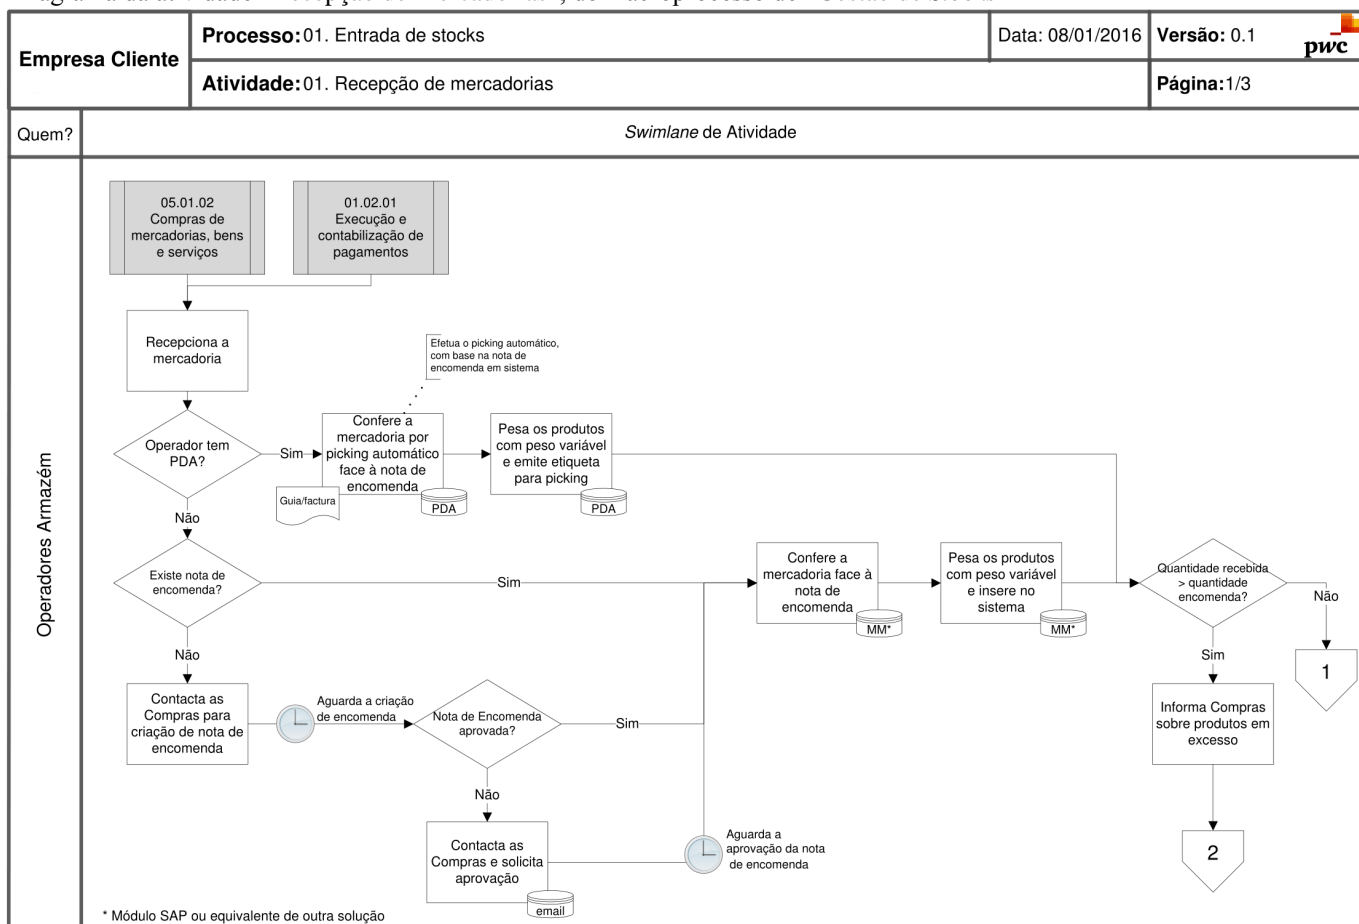 Empresa Cliente
Processo: 01. Entrada de stocks
Data: 08/01/2016
Versão: 0.1
pwc
Atividade: 01. Recepção de mercadorias
Página:1/3
Quem?
Swimlane de Atividade
Operadores Armazém
05.01.02
Compras de
mercadorias, bens
e serviços
01.02.01
Execução e
contabilização de
pagamentos
Recepciona a
mercadoria
Efetua o picking automático,
com base na nota de
encomenda em sistema
Operador tem
PDA?
Sim
Confere a
mercadoria por
picking automático
face à nota de
encomenda
Guia/factura
PDA
Pesa os produtos
com peso variável
e emite etiqueta
para picking
PDA
Não
Existe nota de
encomenda?
Sim
Confere a
mercadoria face à
nota de
encomenda
MM*
Pesa os produtos
com peso variável
e insere no
sistema
MM*
Quantidade recebida
> quantidade
encomenda?
Não
1
Sim
Informa Compras
sobre produtos em
excesso
2
Não
Contacta as
Compras para
criação de nota de
encomenda
Aguarda a criação
de encomenda
Nota de Encomenda
aprovada?
Sim
Não
Contacta as
Compras e solicita
aprovação
email
Aguarda a
aprovação da nota
de encomenda
* Módulo SAP ou equivalente de outra solução